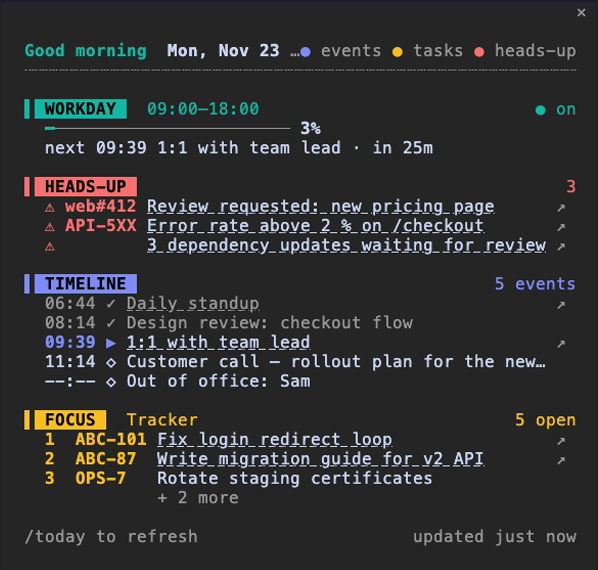 ×
Good morning Mon, Nov 23 …● events ● tasks ● heads-up
WORKDAY 09:00–18:00 ● on
3%
next 09:39 1:1 with team lead · in 25m
HEADS-UP 3
⚠ web#412 Review requested: new pricing page ↗
⚠ API-5XX Error rate above 2 % on /checkout ↗
⚠ 3 dependency updates waiting for review ↗
TIMELINE 5 events
06:44 ✓ Daily standup ↗
08:14 ✓ Design review: checkout flow
09:39 ▶ 1:1 with team lead ↗
11:14 ◇ Customer call — rollout plan for the new…
--:-- ◇ Out of office: Sam
FOCUS Tracker 5 open
1 ABC-101 Fix login redirect loop ↗
2 ABC-87 Write migration guide for v2 API ↗
3 OPS-7 Rotate staging certificates
+ 2 more
/today to refresh updated just now